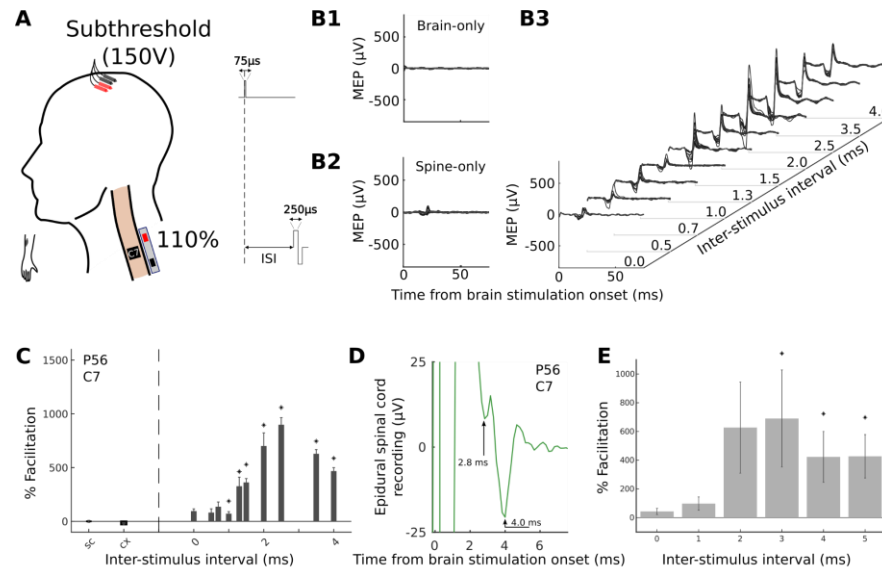 A
Subthreshold
(150V)
75µs
C7
110%
250µs
ISI
B1
Brain-only
MEP (µV)
500
0
-500
B2
Spine-only
MEP (µV)
500
0
-500
0
50
Time from brain stimulation onset (ms)
B3
MEP (µV)
500
0
-500
0
50
0.0
0.5
0.7
1.0
1.3
1.5
2.0
2.5
3.5
4.
Inter-stimulus interval (ms)
C
P56
C7
% Facilitation
1500
1000
500
0
SC
CX
0
2
4
Inter-stimulus interval (ms)
D
P56
C7
Epidural spinal cord
recording (µV)
25
0
-25
2.8 ms
4.0 ms
0
2
4
6
Time from brain stimulation onset (ms)
E
% Facilitation
1000
800
600
400
200
0
0
1
2
3
4
5
Inter-stimulus interval (ms)